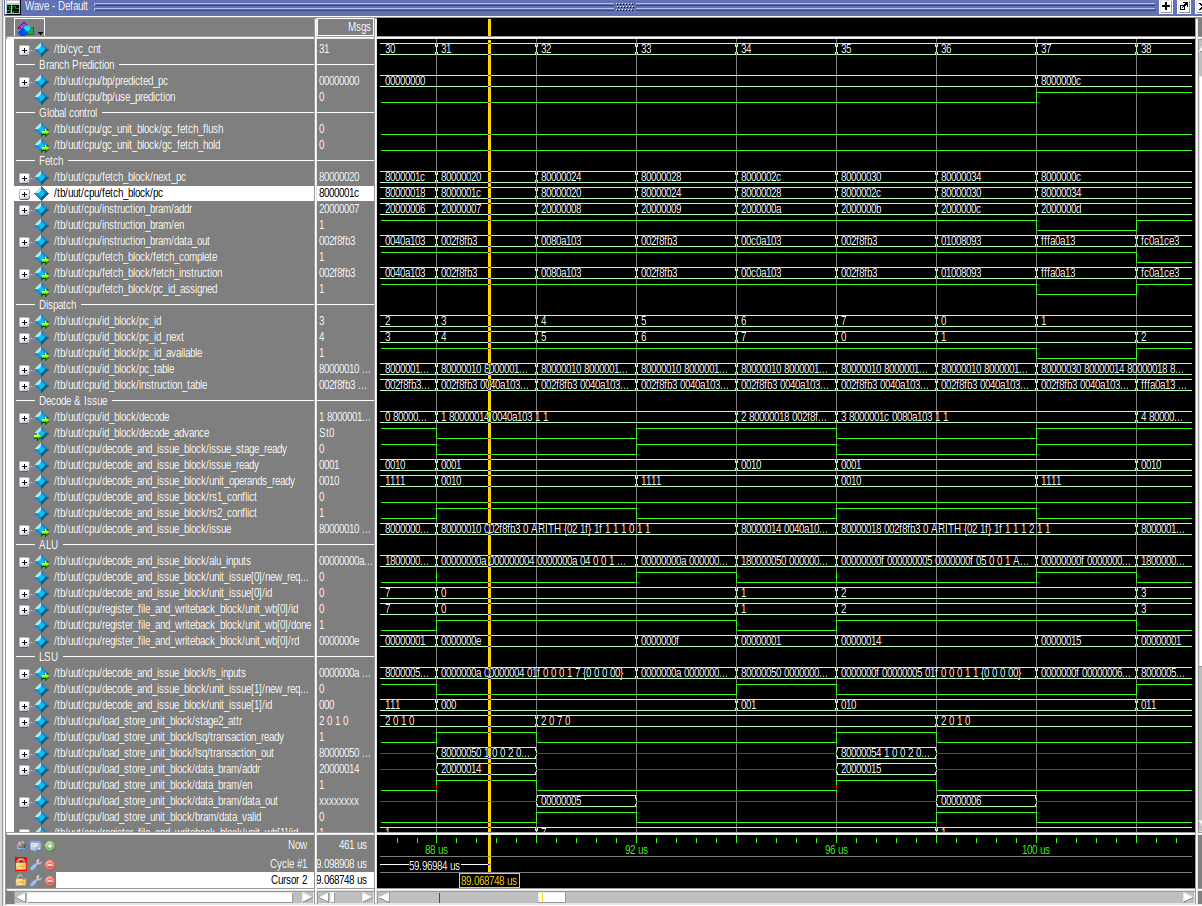 Wave - Default
Msgs
/tb/cyc_cnt 31 30 31 32 33 34 35 36 37 38
Branch Prediction
/tb/uut/cpu/bp/predicted_pc 00000000 00000000 8000000c
/tb/uut/cpu/bp/use_prediction 0
Global control
/tb/uut/cpu/gc_unit_block/gc_fetch_flush 0
/tb/uut/cpu/gc_unit_block/gc_fetch_hold 0
Fetch
/tb/uut/cpu/fetch_block/next_pc 80000020 8000001c 80000020 80000024 80000028 8000002c 80000030 80000034 8000000c
/tb/uut/cpu/fetch_block/pc 8000001c 80000018 8000001c 80000020 80000024 80000028 8000002c 80000030 80000034
/tb/uut/cpu/instruction_bram/addr 20000007 20000006 20000007 20000008 20000009 2000000a 2000000b 2000000c 2000000d
/tb/uut/cpu/instruction_bram/en 1
/tb/uut/cpu/instruction_bram/data_out 002f8fb3 0040a103 002f8fb3 0080a103 002f8fb3 00c0a103 002f8fb3 01008093 fffa0a13 fc0a1ce3
/tb/uut/cpu/fetch_block/fetch_complete 1
/tb/uut/cpu/fetch_block/fetch_instruction 002f8fb3 0040a103 002f8fb3 0080a103 002f8fb3 00c0a103 002f8fb3 01008093 fffa0a13 fc0a1ce3
/tb/uut/cpu/fetch_block/pc_id_assigned 1
Dispatch
/tb/uut/cpu/id_block/pc_id 3 2 3 4 5 6 7 0 1
/tb/uut/cpu/id_block/pc_id_next 4 3 4 5 6 7 0 1 2
/tb/uut/cpu/id_block/pc_id_available 1
/tb/uut/cpu/id_block/pc_table 80000010 ... 8000001... 80000010 8000001... 80000010 8000001... 80000010 8000001... 80000010 8000001... 80000010 8000001... 80000010 8000001... 80000030 80000014 80000018 8...
/tb/uut/cpu/id_block/instruction_table 002f8fb3 ... 002f8fb3... 002f8fb3 0040a103... 002f8fb3 0040a103... 002f8fb3 0040a103... 002f8fb3 0040a103... 002f8fb3 0040a103... 002f8fb3 0040a103... 002f8fb3 0040a103... fffa0a13 ...
Decode & Issue
/tb/uut/cpu/id_block/decode 1 8000001... 0 80000... 1 80000014 0040a103 1 1 2 80000018 002f8f... 3 8000001c 0080a103 1 1 4 80000...
/tb/uut/cpu/id_block/decode_advance St0
/tb/uut/cpu/decode_and_issue_block/issue_stage_ready 0
/tb/uut/cpu/decode_and_issue_block/issue_ready 0001 0010 0001 0010 0001 0010
/tb/uut/cpu/decode_and_issue_block/unit_operands_ready 0010 1111 0010 1111 0010 1111
/tb/uut/cpu/decode_and_issue_block/rs1_conflict 0
/tb/uut/cpu/decode_and_issue_block/rs2_conflict 1
/tb/uut/cpu/decode_and_issue_block/issue 80000010 ... 8000000... 80000010 002f8fb3 0 ARITH {02 1f} 1f 1 1 1 0 1 1 80000014 0040a10... 80000018 002f8fb3 0 ARITH {02 1f} 1f 1 1 1 2 1 1 8000001...
ALU
/tb/uut/cpu/decode_and_issue_block/alu_inputs 00000000a... 1800000... 00000000a 000000004 0000000a 04 0 0 1 ... 00000000a 000000... 180000050 000000... 00000000f 000000005 0000000f 05 0 0 1 A... 00000000f 0000000... 1800000...
/tb/uut/cpu/decode_and_issue_block/unit_issue[0]/new_req... 0
/tb/uut/cpu/decode_and_issue_block/unit_issue[0]/id 0 7 0 1 2 3
/tb/uut/cpu/register_file_and_writeback_block/unit_wb[0]/id 0 7 0 1 2 3
/tb/uut/cpu/register_file_and_writeback_block/unit_wb[0]/done 1
/tb/uut/cpu/register_file_and_writeback_block/unit_wb[0]/rd 0000000e 00000001 0000000e 0000000f 00000001 00000014 00000015 00000001
LSU
/tb/uut/cpu/decode_and_issue_block/ls_inputs 0000000a ... 8000005... 0000000a 00000004 01f 0 0 0 1 7 {0 0 0 00} 0000000a 0000000... 80000050 0000000... 0000000f 00000005 01f 0 0 0 1 1 {0 0 0 00} 0000000f 00000006... 8000005...
/tb/uut/cpu/decode_and_issue_block/unit_issue[1]/new_req... 0
/tb/uut/cpu/decode_and_issue_block/unit_issue[1]/id 000 111 000 001 010 011
/tb/uut/cpu/load_store_unit_block/stage2_attr 2 0 1 0 2 0 1 0 2 0 7 0 2 0 1 0
/tb/uut/cpu/load_store_unit_block/lsq/transaction_ready 1
/tb/uut/cpu/load_store_unit_block/lsq/transaction_out 80000050 ... 80000050 1 0 0 2 0... 80000054 1 0 0 2 0...
/tb/uut/cpu/load_store_unit_block/data_bram/addr 20000014 20000014 20000015
/tb/uut/cpu/load_store_unit_block/data_bram/en 1
/tb/uut/cpu/load_store_unit_block/data_bram/data_out xxxxxxxx 00000005 00000006
/tb/uut/cpu/load_store_unit_block/bram/data_valid 0
Now 461 us 88 us 92 us 96 us 100 us
Cycle #1 9.098908 us 59.96984 us
Cursor 2 9.068748 us 89.068748 us